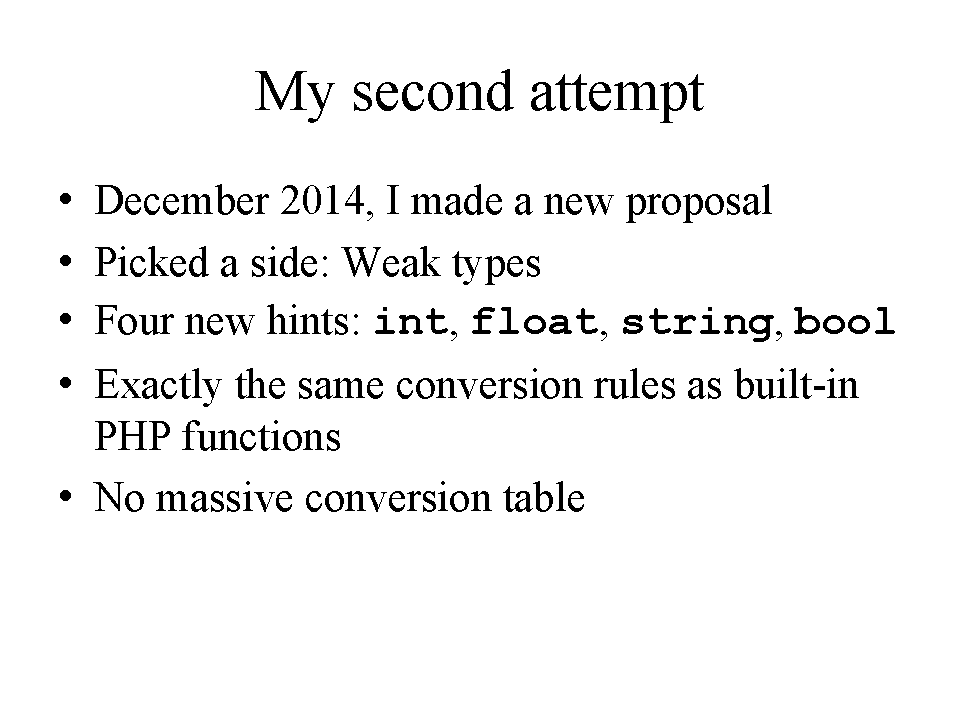 My second attempt
• December 2014, I made a new proposal
• Picked a side: Weak types
• Four new hints: int, float, string, bool
• Exactly the same conversion rules as built-in
PHP functions
• No massive conversion table